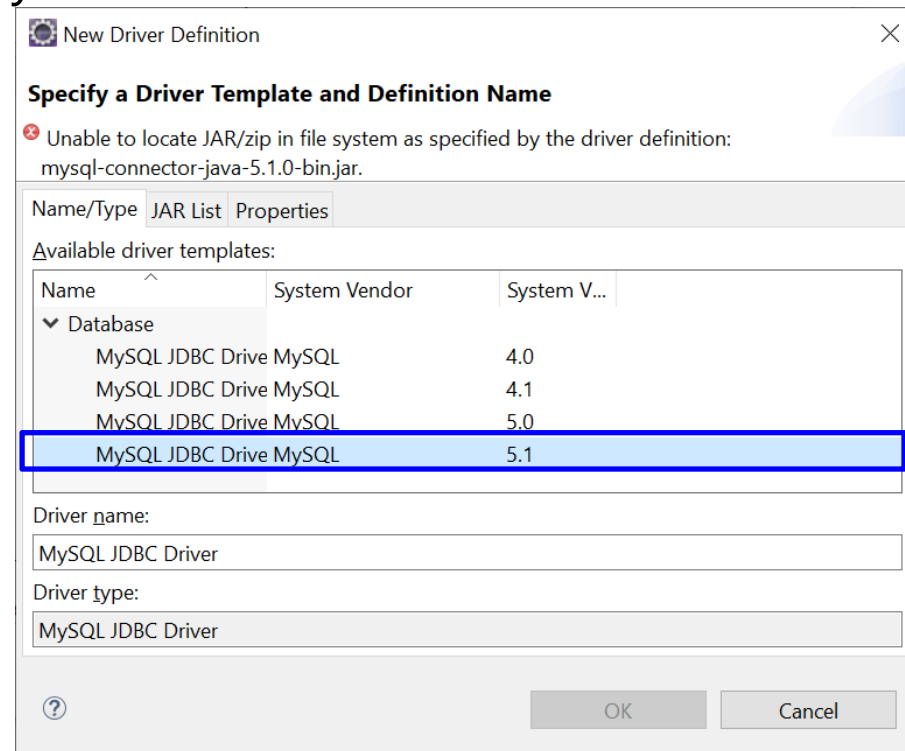 New Driver Definition
Specify a Driver Template and Definition Name
Unable to locate JAR/zip in file system as specified by the driver definition:
mysql-connector-java-5.1.0-bin.jar.
Name/Type JAR List Properties
Available driver templates:
Name System Vendor System V...
Database
MySQL JDBC Drive MySQL 4.0
MySQL JDBC Drive MySQL 4.1
MySQL JDBC Drive MySQL 5.0
MySQL JDBC Drive MySQL 5.1
Driver name:
MySQL JDBC Driver
Driver type:
MySQL JDBC Driver
? OK Cancel